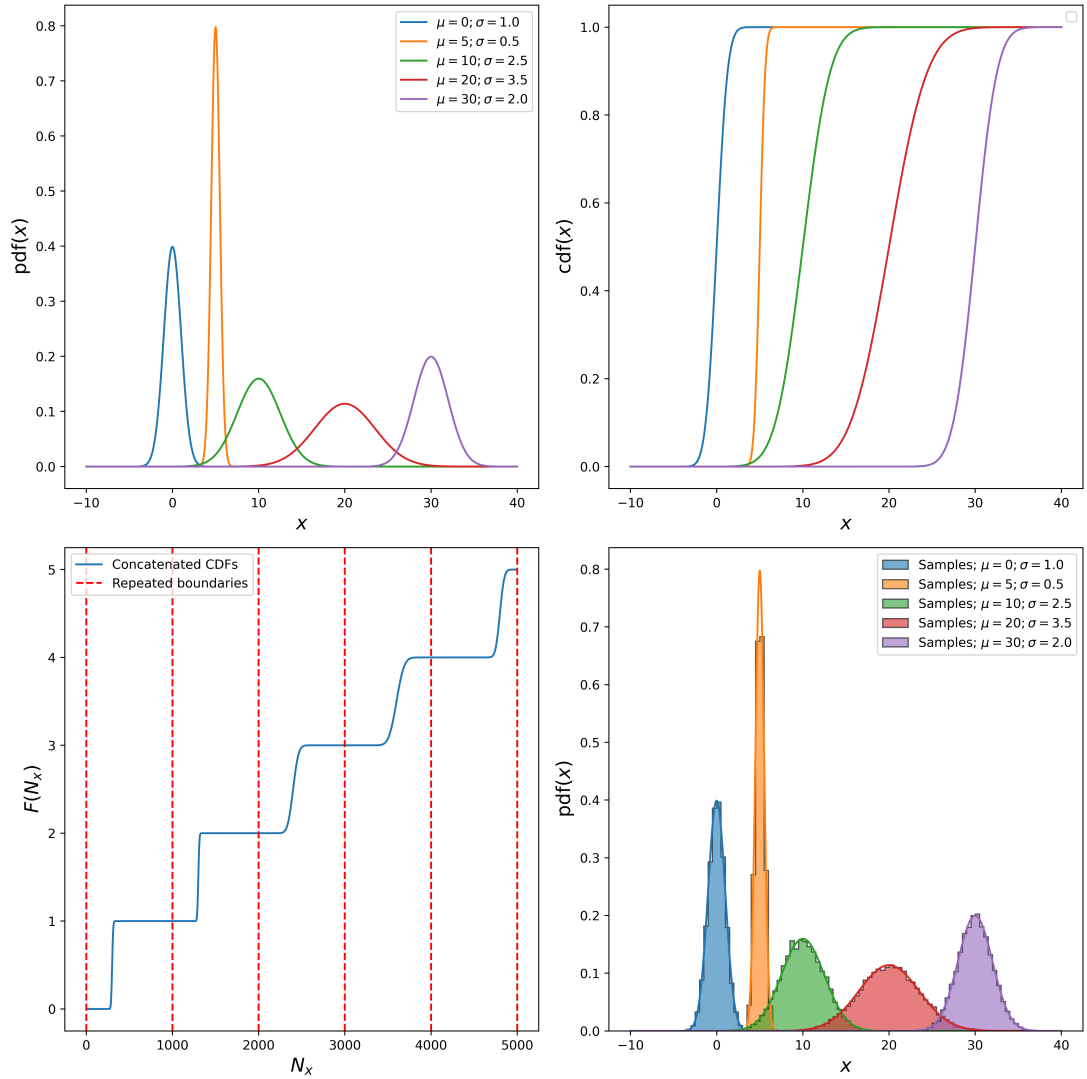 0.8
0.7
0.6
0.5
0.4
0.3
0.2
0.1
0.0
pdf(x)
−10 0 10 20 30 40
x
μ = 0; σ = 1.0
μ = 5; σ = 0.5
μ = 10; σ = 2.5
μ = 20; σ = 3.5
μ = 30; σ = 2.0
1.0
0.8
0.6
0.4
0.2
0.0
cdf(x)
−10 0 10 20 30 40
x
5
4
3
2
1
0
F(Nₓ)
0 1000 2000 3000 4000 5000
Nₓ
Concatenated CDFs
Repeated boundaries
0.8
0.7
0.6
0.5
0.4
0.3
0.2
0.1
0.0
pdf(x)
−10 0 10 20 30 40
x
Samples; μ = 0; σ = 1.0
Samples; μ = 5; σ = 0.5
Samples; μ = 10; σ = 2.5
Samples; μ = 20; σ = 3.5
Samples; μ = 30; σ = 2.0